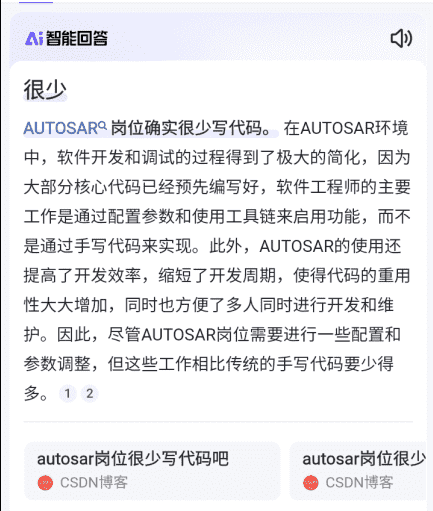 Ai智能回答
很少
AUTOSAR 岗位确实很少写代码。在AUTOSAR环境
中，软件开发和调试的过程得到了极大的简化，因为
大部分核心代码已经预先编写好，软件工程师的主要
工作是通过配置参数和使用工具链来启用功能，而不
是通过手写代码来实现。此外，AUTOSAR的使用还
提高了开发效率，缩短了开发周期，使得代码的重用
性大大增加，同时也方便了多人同时进行开发和维
护。因此，尽管AUTOSAR岗位需要进行一些配置和
参数调整，但这些工作相比传统的手写代码要少得
多。 1 2
autosar岗位很少写代码吧
CSDN博客
autosar岗位很少
CSDN博客